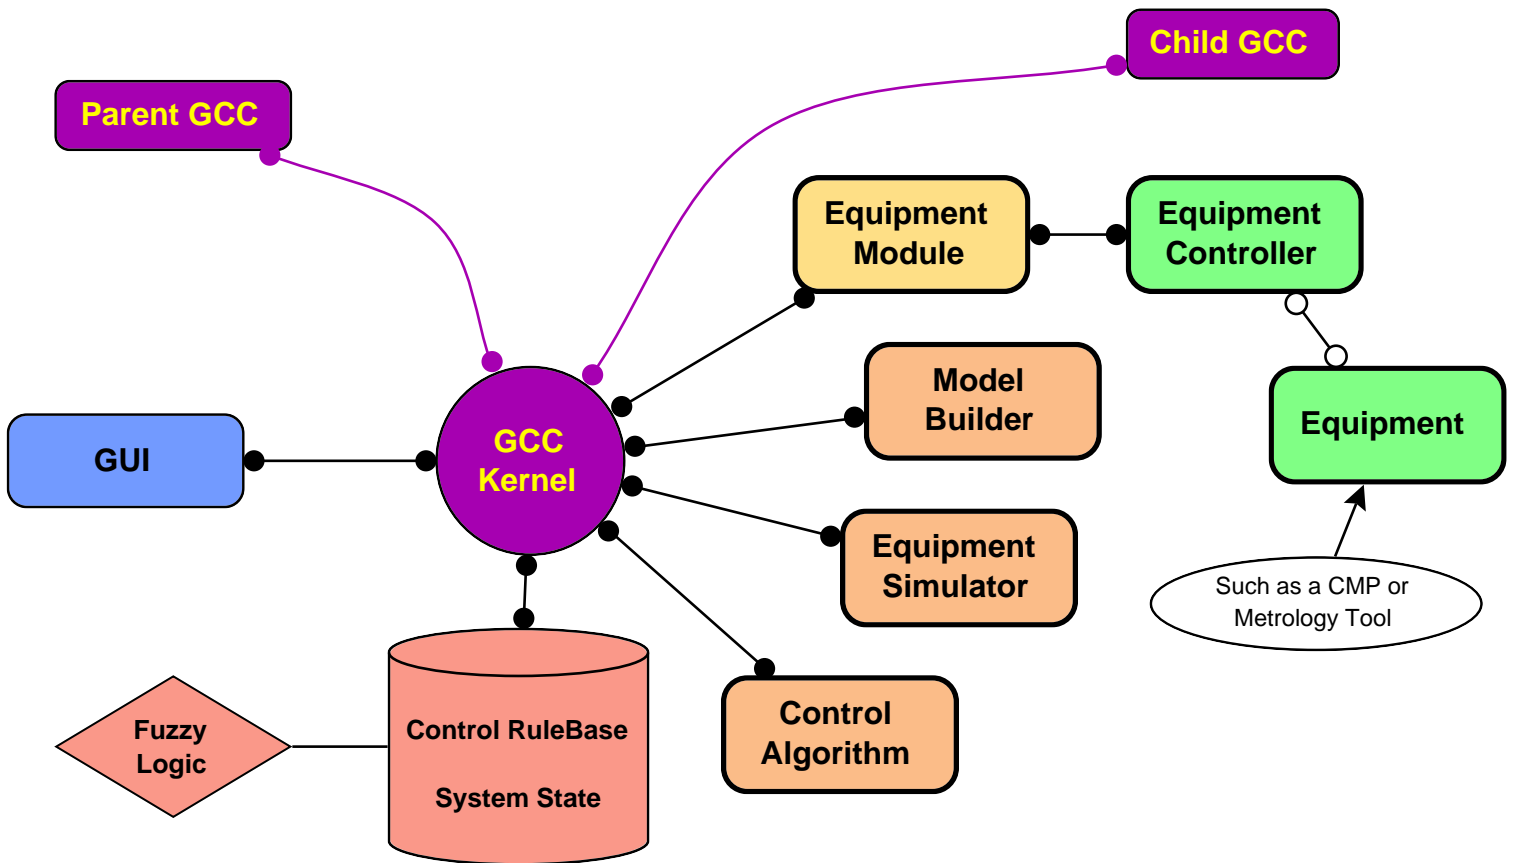 Child GCC
Parent GCC
Equipment
Module
Equipment
Controller
Model
Builder
Equipment
GUI
GCC
Kernel
Equipment
Simulator
Such as a CMP or
Metrology Tool
Control
Algorithm
Fuzzy
Logic
Control RuleBase
System State